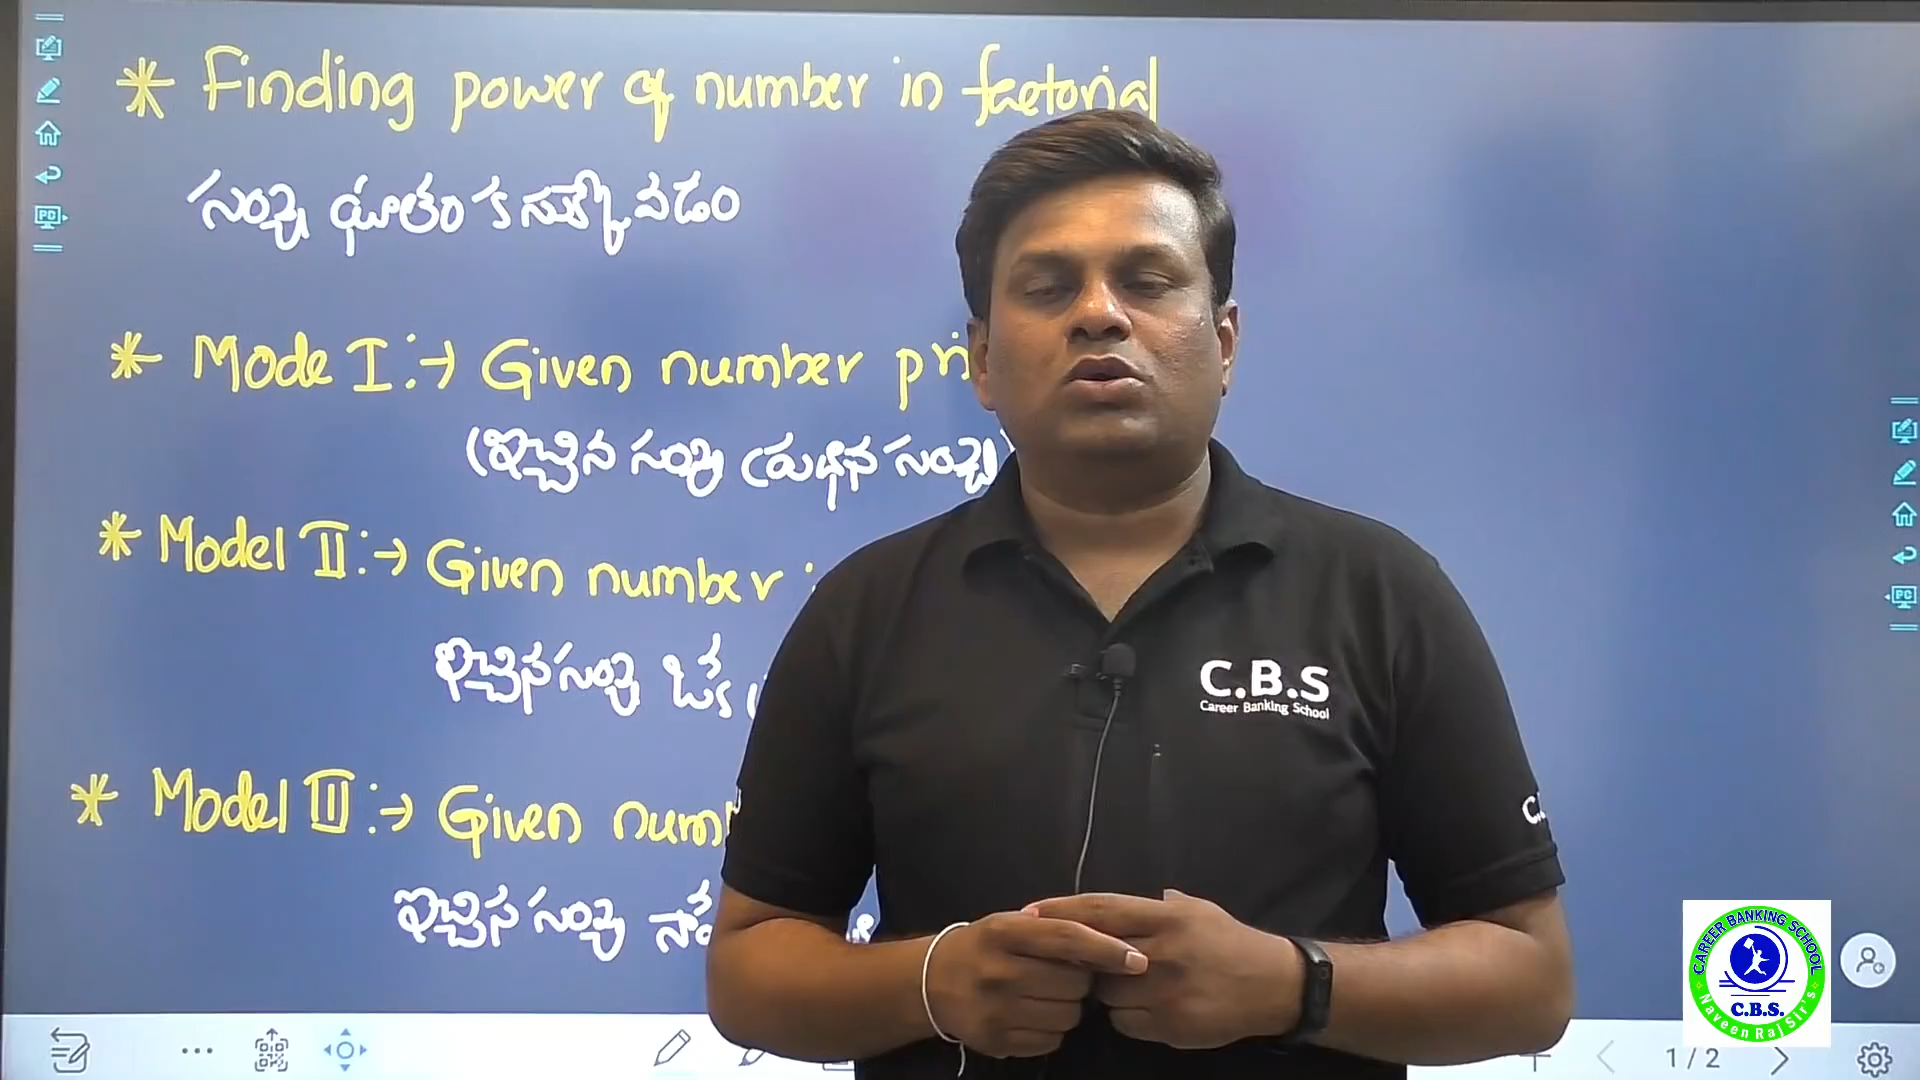 * Finding power of number in factorial
సంఖ్య ఘాతం కనుక్కోవడం
* Mode I :→ Given number pri
(ఇచ్చిన సంఖ్య ప్రధాన సంఖ్య)
* Model II :→ Given number
ఇచ్చిన సంఖ్య ఒకే
* Model III :→ Given num
ఇచ్చిన సంఖ్య
C.B.S
Career Banking School
CAREER BANKING SCHOOL
C.B.S.
Naveen Raj Sir's
1 / 2